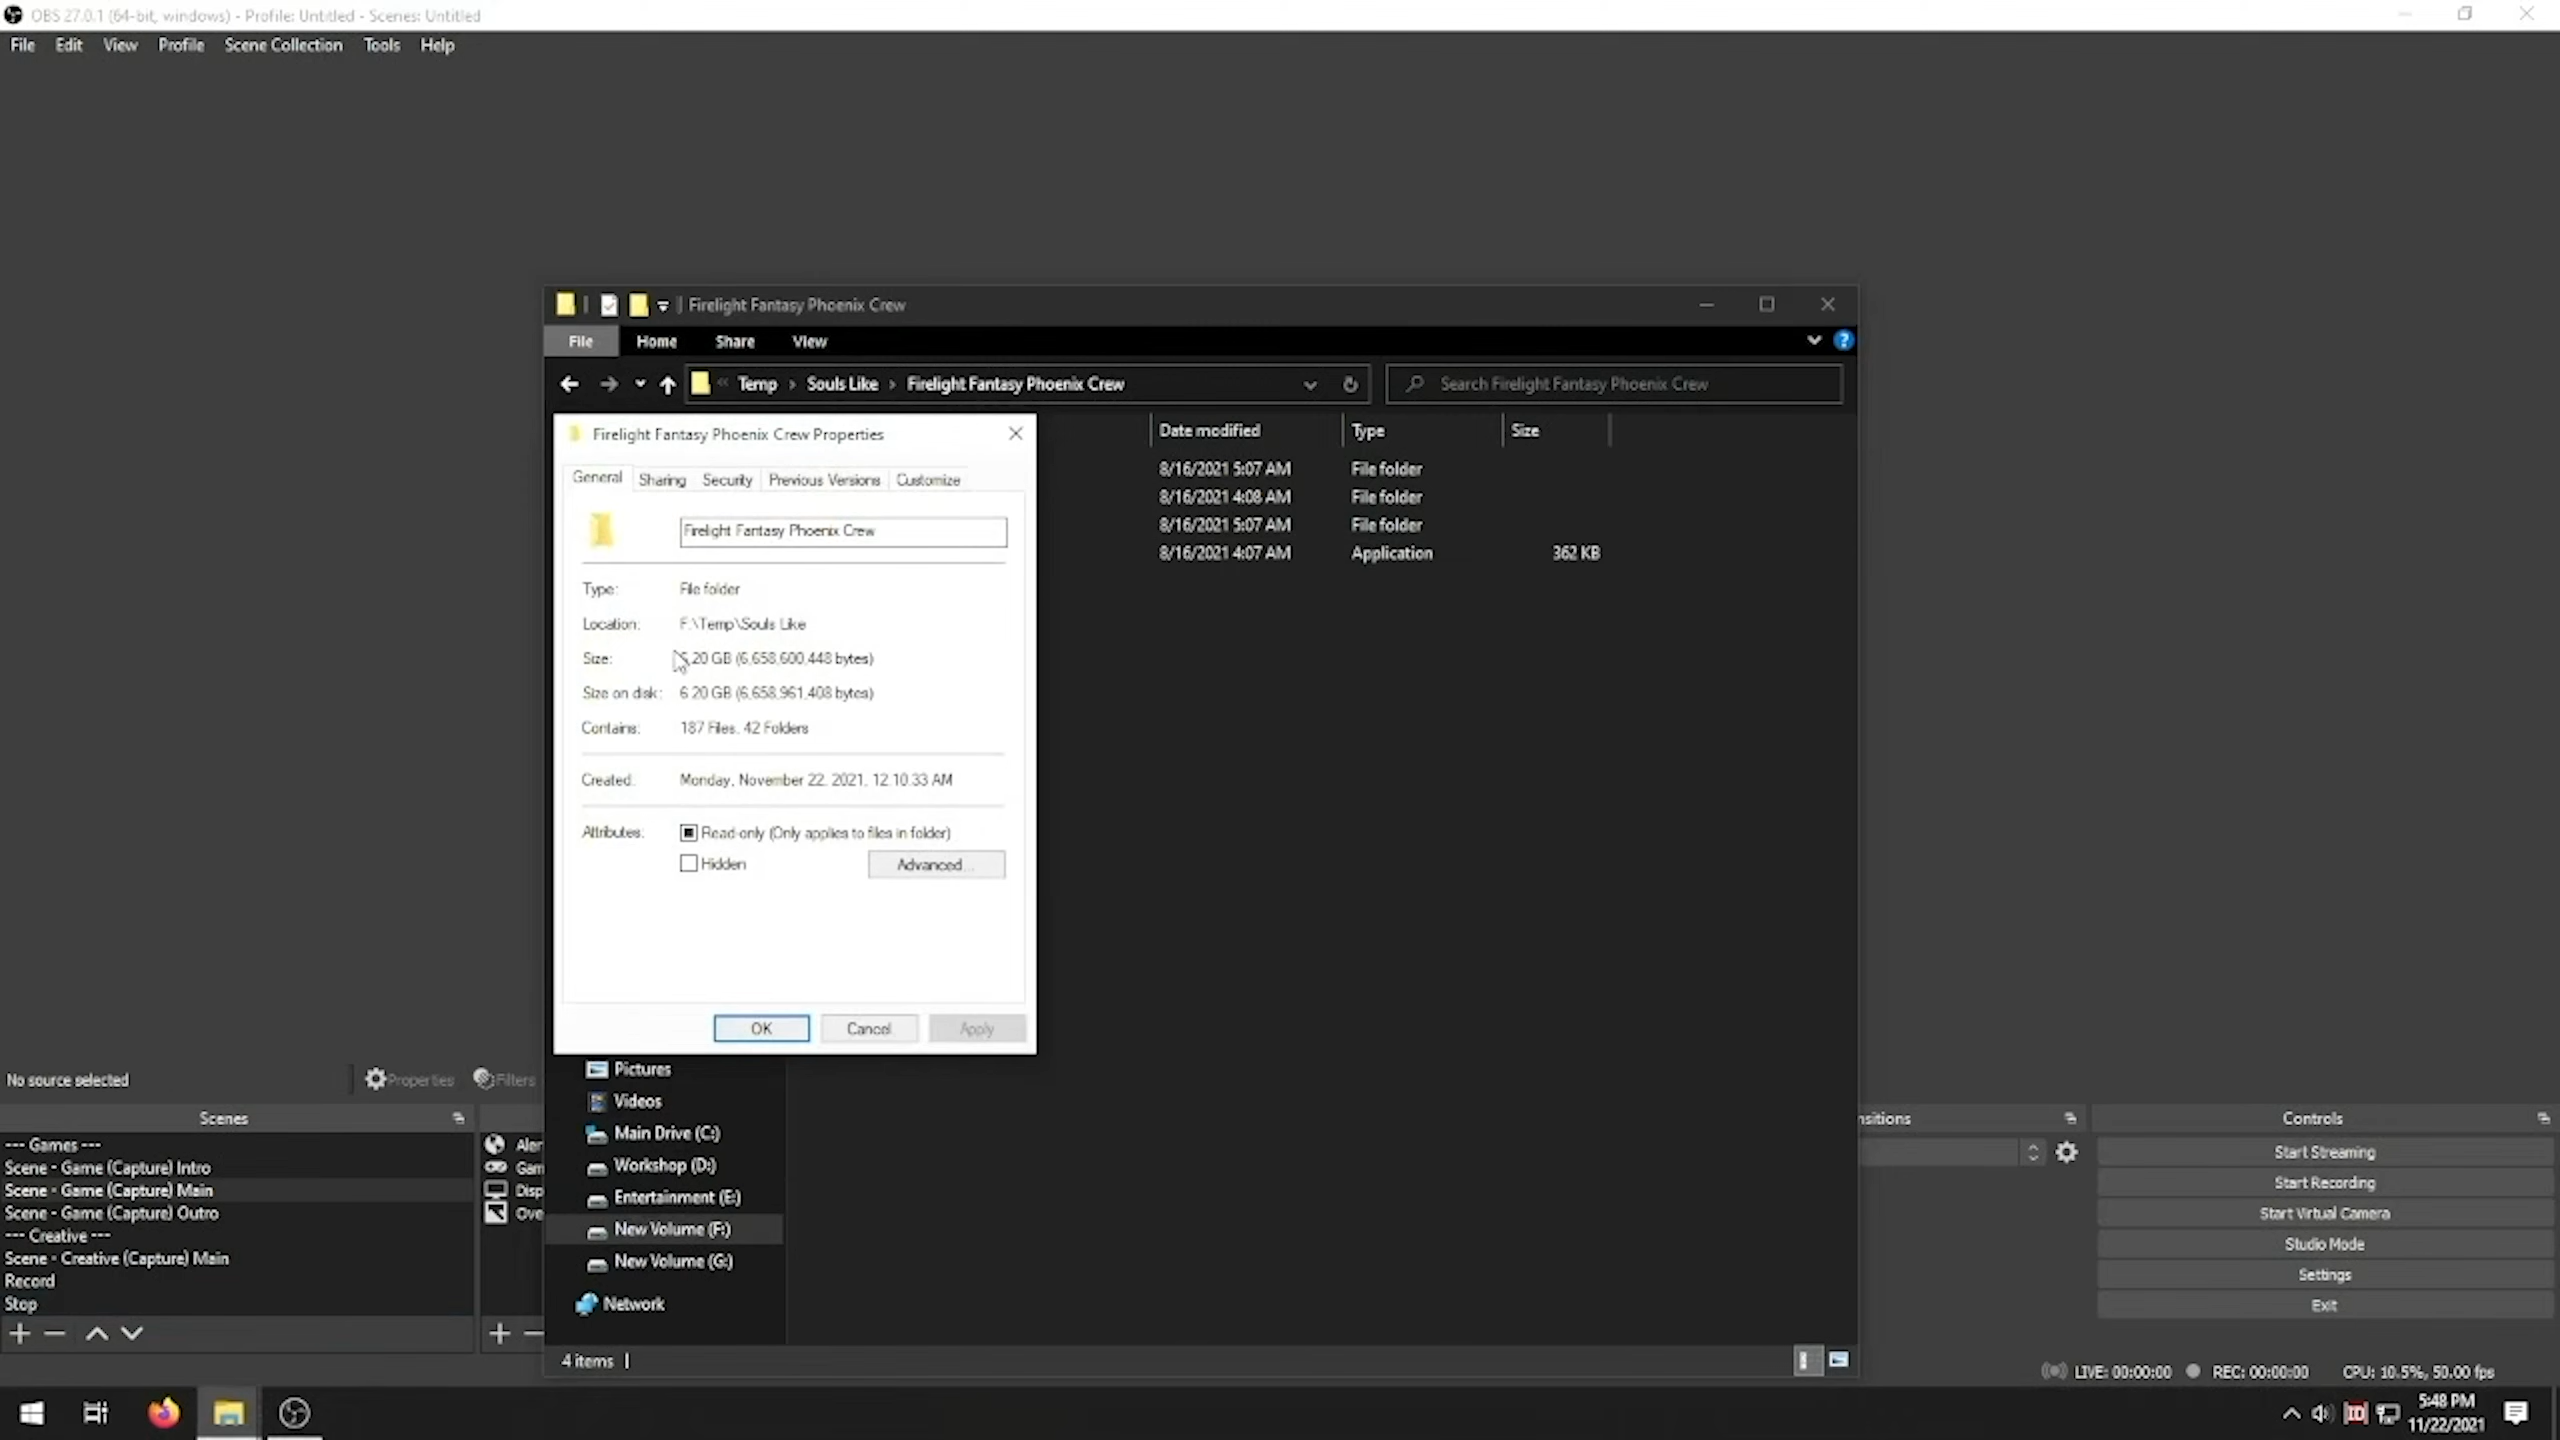 OBS 27.0.1 (64-bit, windows) - Profile: Untitled - Scenes: Untitled
File Edit View Profile Scene Collection Tools Help
Firelight Fantasy Phoenix Crew
File Home Share View
Temp › Souls Like › Firelight Fantasy Phoenix Crew
Search Firelight Fantasy Phoenix Crew
Firelight Fantasy Phoenix Crew Properties
General Sharing Security Previous Versions Customize
Firelight Fantasy Phoenix Crew
Type: File folder
Location: F:\Temp\Souls Like
Size: 20 GB (6,658,600,448 bytes)
Size on disk: 6.20 GB (6,658,961,408 bytes)
Contains: 187 Files, 42 Folders
Created: Monday, November 22, 2021, 12:10:33 AM
Attributes: Read-only (Only applies to files in folder)
Hidden Advanced...
OK Cancel Apply
Date modified Type Size
8/16/2021 5:07 AM File folder
8/16/2021 4:08 AM File folder
8/16/2021 5:07 AM File folder
8/16/2021 4:07 AM Application 362 KB
Pictures
Videos
Main Drive (C:)
Workshop (D:)
Entertainment (E:)
New Volume (F:)
New Volume (G:)
Network
4 items
No source selected Properties Filters
Scenes
--- Games ---
Scene - Game (Capture) Intro
Scene - Game (Capture) Main
Scene - Game (Capture) Outro
--- Creative ---
Scene - Creative (Capture) Main
Record
Stop
Aler
Gam
Disp
Ove
nsitions
Controls
Start Streaming
Start Recording
Start Virtual Camera
Studio Mode
Settings
Exit
LIVE: 00:00:00 REC: 00:00:00 CPU: 10.5%, 50.00 fps
5:48 PM
11/22/2021